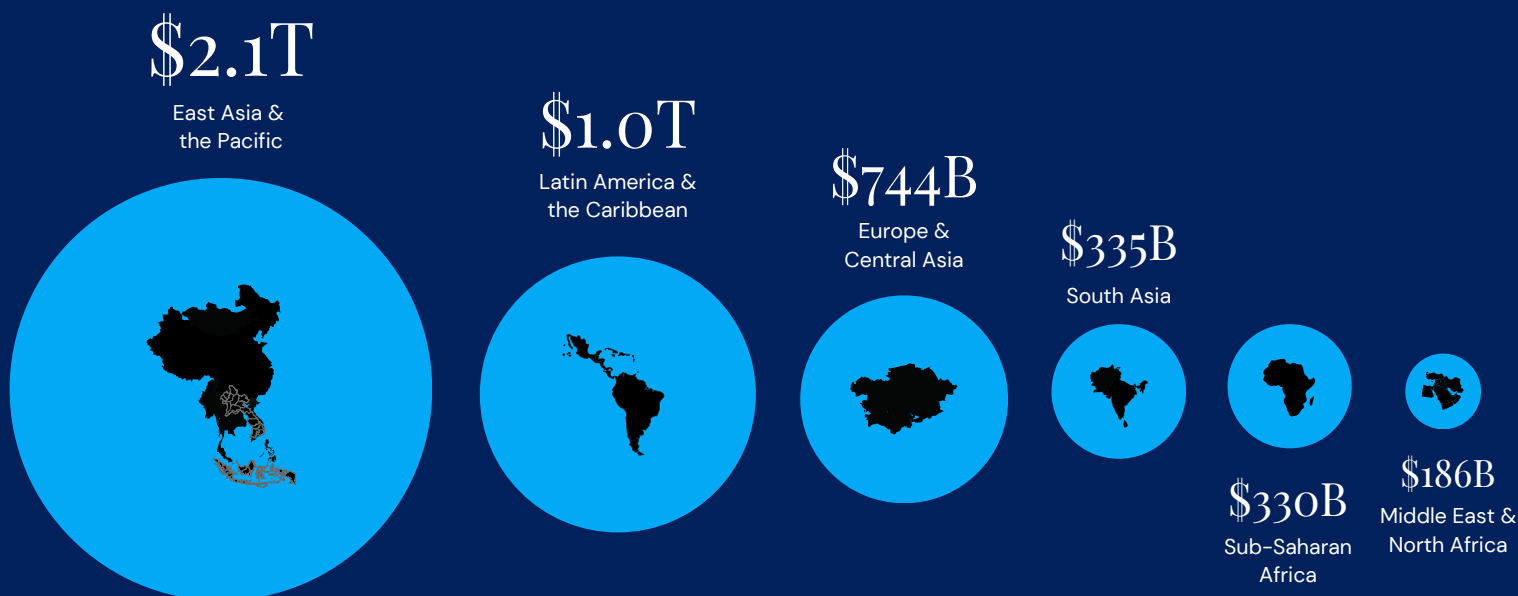 $2.1T
East Asia &
the Pacific
$1.0T
Latin America &
the Caribbean
$744B
Europe &
Central Asia
$335B
South Asia
$330B
Sub-Saharan
Africa
$186B
Middle East &
North Africa